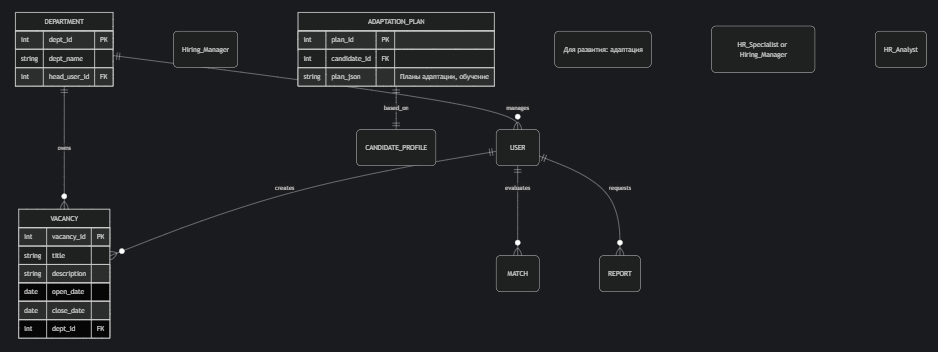 DEPARTMENT
int dept_id PK
string dept_name
int head_user_id FK
Hiring_Manager
ADAPTATION_PLAN
int plan_id PK
int candidate_id FK
string plan_json Планы адаптации, обучение
Для развития: адаптация
HR_Specialist or
Hiring_Manager
HR_Analyst
based_on
manages
owns
CANDIDATE_PROFILE
USER
creates
evaluates
requests
VACANCY
int vacancy_id PK
string title
string description
date open_date
date close_date
int dept_id FK
MATCH
REPORT